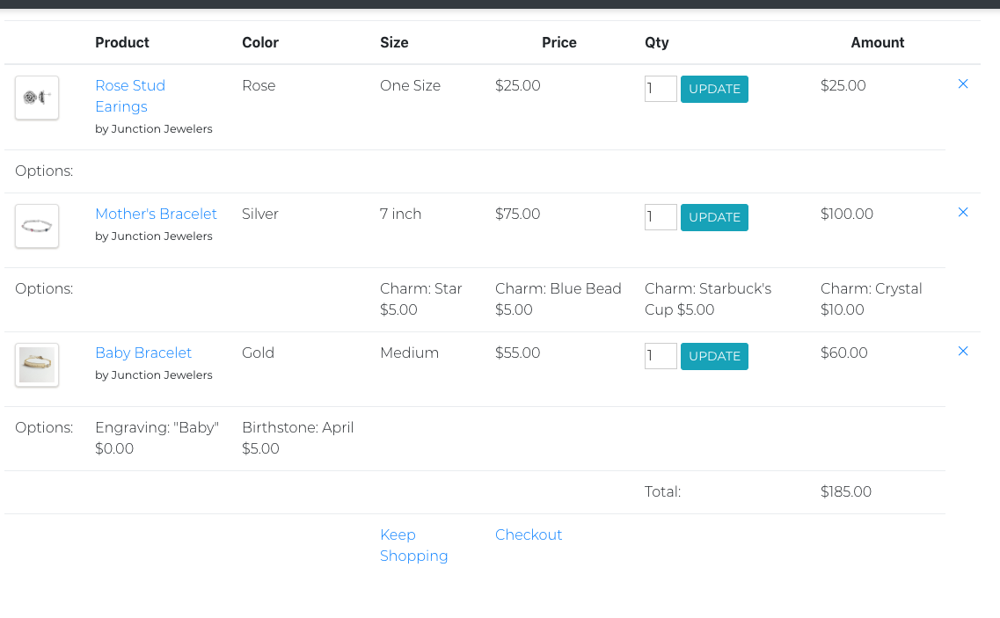 Product Color Size Price Qty Amount
Rose Stud Rose One Size $25.00 1 UPDATE $25.00 ×
Earings
by Junction Jewelers
Options:
Mother's Bracelet Silver 7 inch $75.00 1 UPDATE $100.00 ×
by Junction Jewelers
Options: Charm: Star Charm: Blue Bead Charm: Starbuck's Charm: Crystal
$5.00 $5.00 Cup $5.00 $10.00
Baby Bracelet Gold Medium $55.00 1 UPDATE $60.00 ×
by Junction Jewelers
Options: Engraving: "Baby" Birthstone: April
$0.00 $5.00
Total: $185.00
Keep Checkout
Shopping